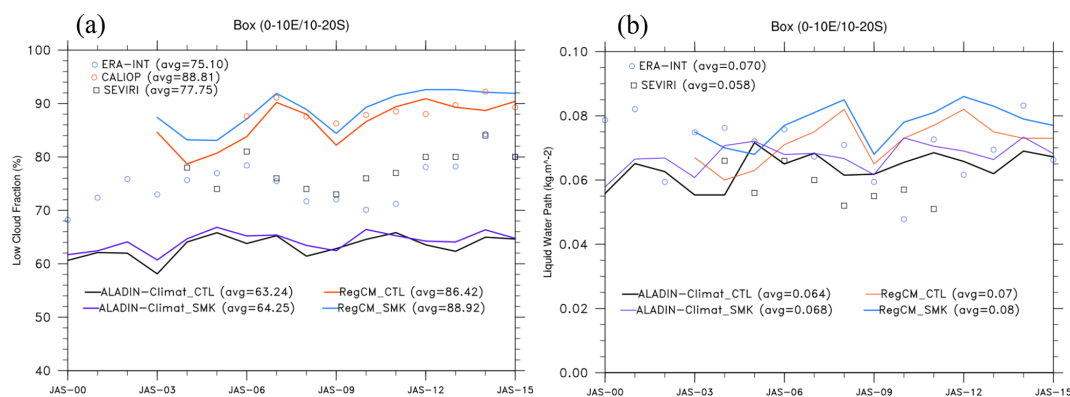 (a)
Box (0-10E/10-20S)
Low Cloud Fraction (%)
100
90
80
70
60
50
40
ERA-INT (avg=75.10)
CALIOP (avg=88.81)
SEVIRI (avg=77.75)
ALADIN-Climat_CTL (avg=63.24)
RegCM_CTL (avg=86.42)
ALADIN-Climat_SMK (avg=64.25)
RegCM_SMK (avg=88.92)
JAS-00 JAS-03 JAS-06 JAS-09 JAS-12 JAS-15
(b)
Box (0-10E/10-20S)
Liquid Water Path (kg.m^-2)
0.10
0.08
0.06
0.04
0.02
0.00
ERA-INT (avg=0.070)
SEVIRI (avg=0.058)
ALADIN-Climat_CTL (avg=0.064)
RegCM_CTL (avg=0.07)
ALADIN-Climat_SMK (avg=0.068)
RegCM_SMK (avg=0.08)
JAS-00 JAS-03 JAS-06 JAS-09 JAS-12 JAS-15